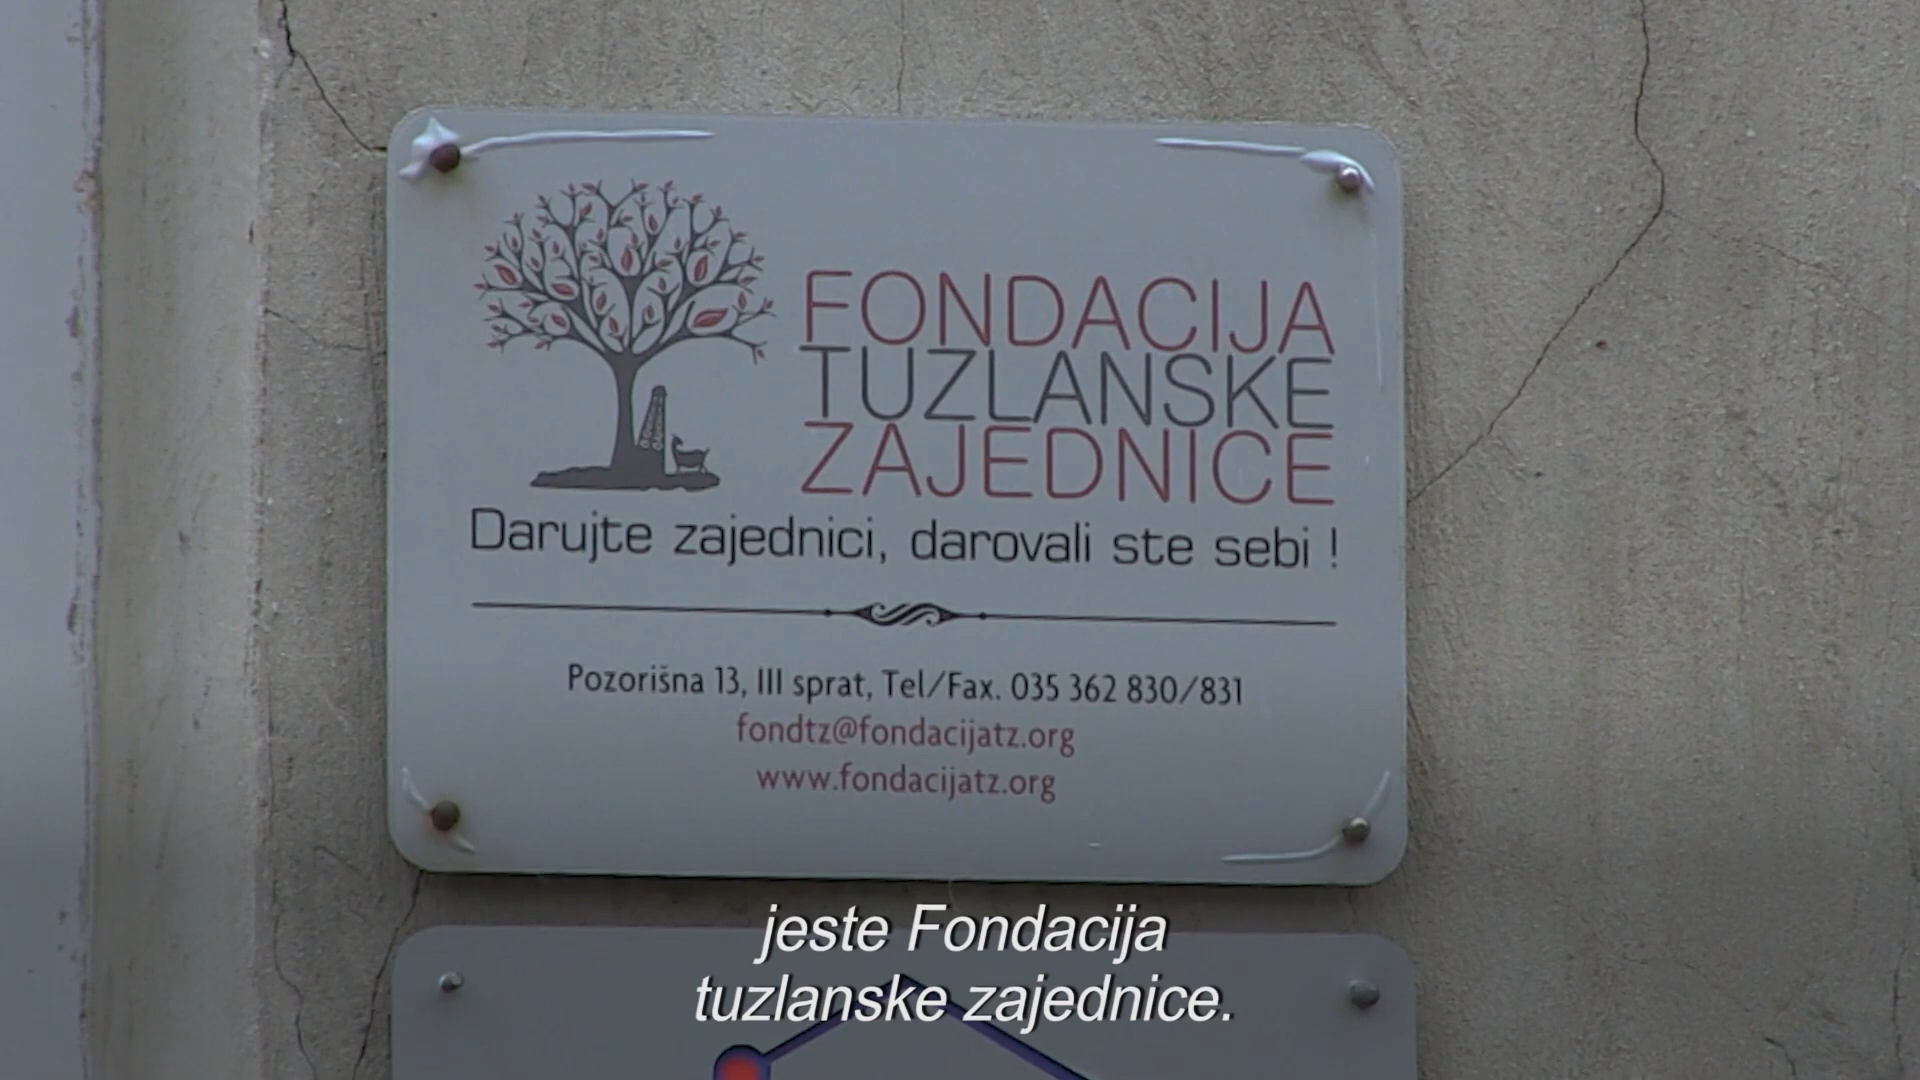 FONDACIJA
TUZLANSKE
ZAJEDNICE
Darujte zajednici, darovali ste sebi !
Pozorišna 13, III sprat, Tel/Fax. 035 362 830/831
fondtz@fondacijatz.org
www.fondacijatz.org
jeste Fondacija
tuzlanske zajednice.